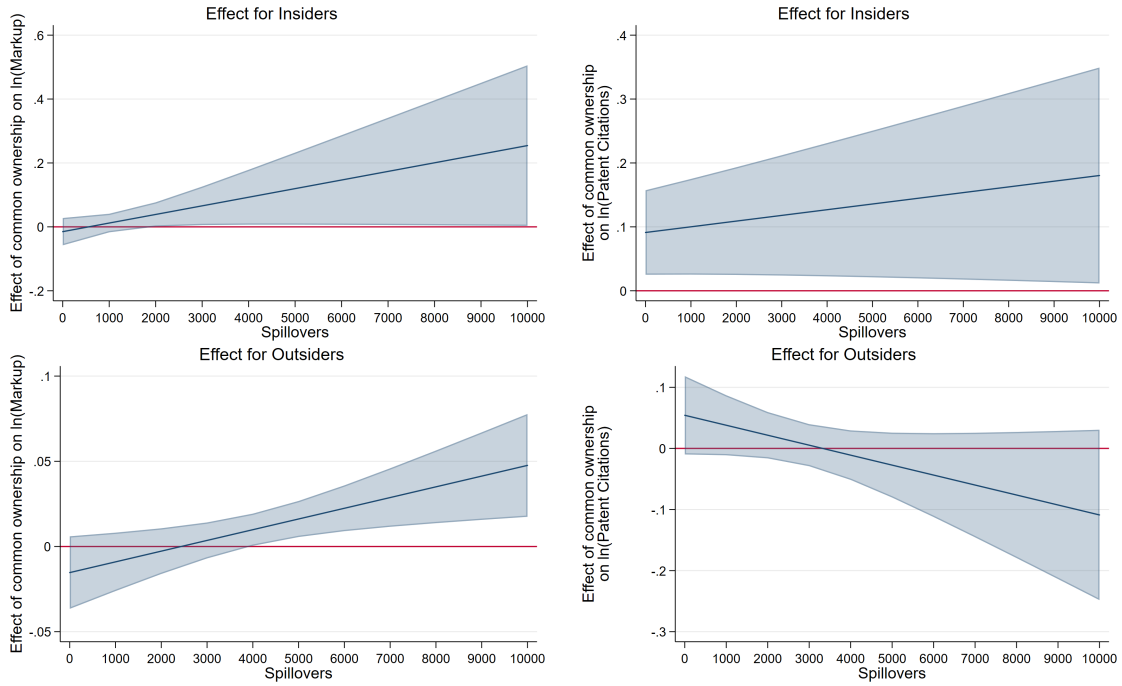 Effect for Insiders
Effect of common ownership on ln(Markup)
.6
.4
.2
0
-.2
0 1000 2000 3000 4000 5000 6000 7000 8000 9000 10000
Spillovers
Effect for Insiders
Effect of common ownership
on ln(Patent Citations)
.4
.3
.2
.1
0
0 1000 2000 3000 4000 5000 6000 7000 8000 9000 10000
Spillovers
Effect for Outsiders
Effect of common ownership on ln(Markup)
.1
.05
0
-.05
0 1000 2000 3000 4000 5000 6000 7000 8000 9000 10000
Spillovers
Effect for Outsiders
Effect of common ownership
on ln(Patent Citations)
.1
0
-.1
-.2
-.3
0 1000 2000 3000 4000 5000 6000 7000 8000 9000 10000
Spillovers